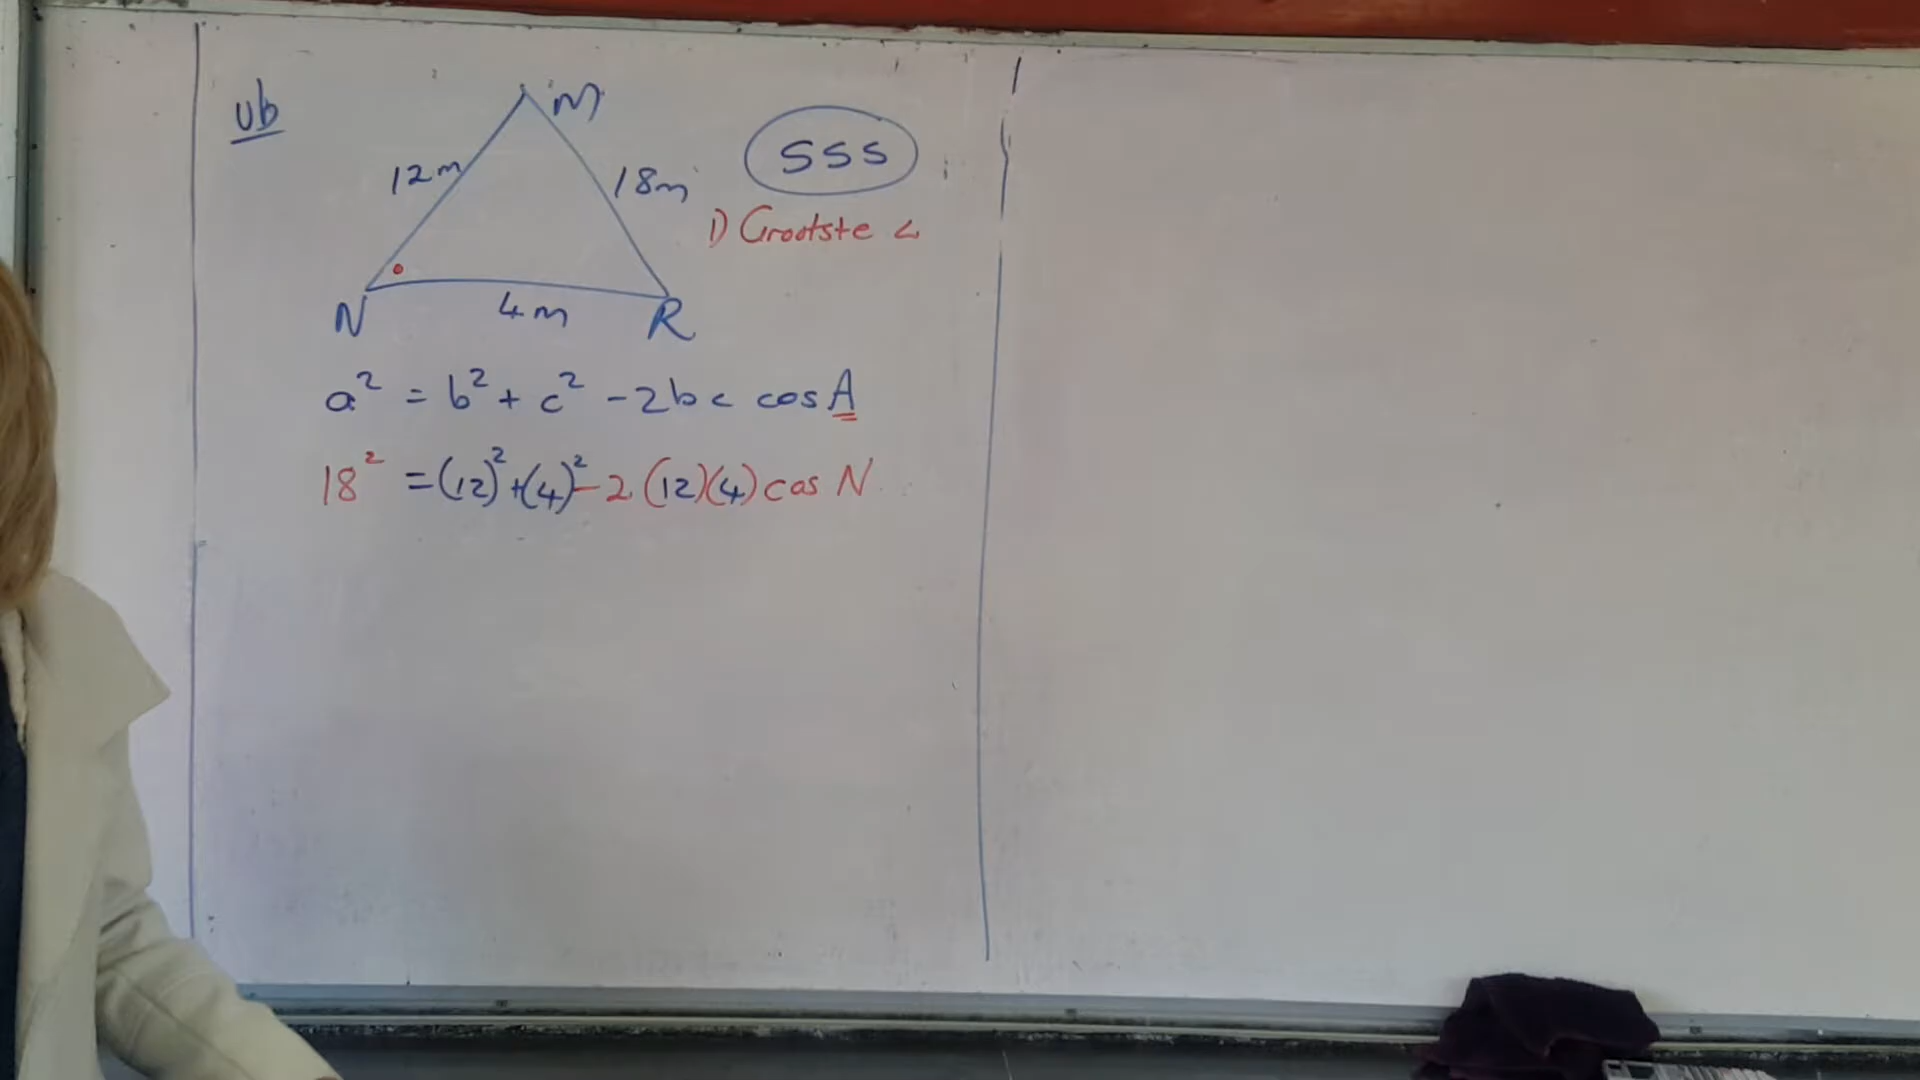 vb
M
12m
18m
SSS
1) Grootste <
N
4m
R
a² = b² + c² - 2bc cos A
18² = (12)² + (4)² - 2 (12)(4) cos N